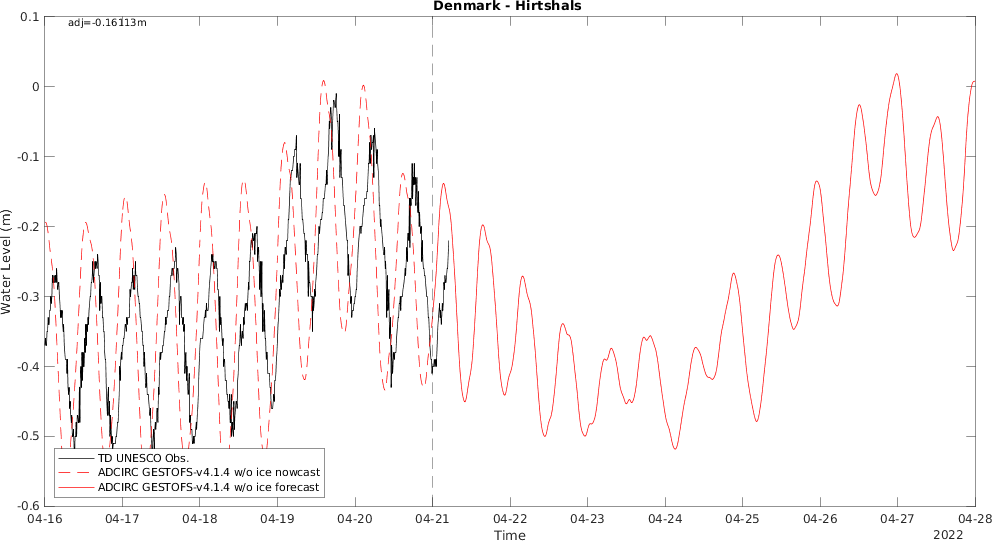 Denmark - Hirtshals
adj=-0.16113m
0.1
0
-0.1
-0.2
-0.3
-0.4
-0.5
-0.6
Water Level (m)
TD UNESCO Obs.
ADCIRC GESTOFS-v4.1.4 w/o ice nowcast
ADCIRC GESTOFS-v4.1.4 w/o ice forecast
04-16 04-17 04-18 04-19 04-20 04-21 04-22 04-23 04-24 04-25 04-26 04-27 04-28
Time
2022